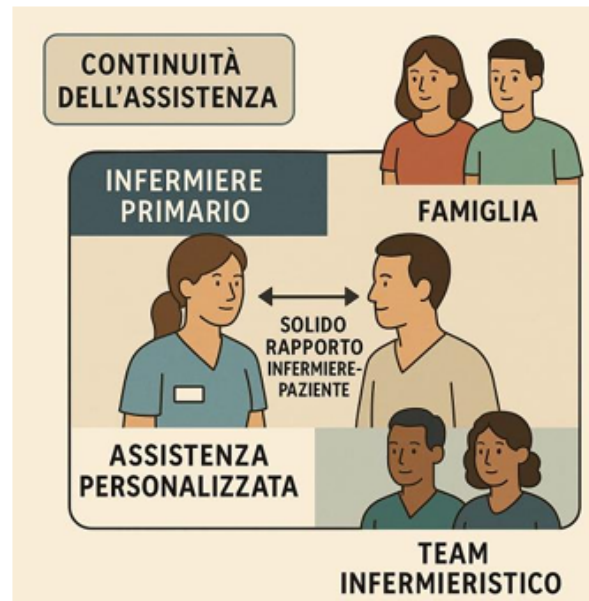 CONTINUITÀ
DELL'ASSISTENZA
INFERMIERE
PRIMARIO
FAMIGLIA
SOLIDO
RAPPORTO
INFERMIERE-
PAZIENTE
ASSISTENZA
PERSONALIZZATA
TEAM
INFERMIERISTICO